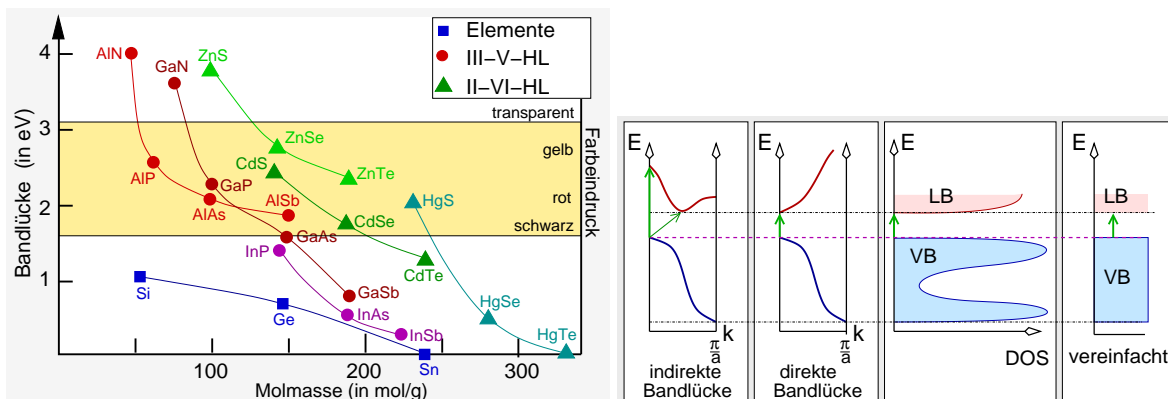 Elemente
III–V–HL
II–VI–HL
Bandlücke (in eV)
4
3
2
1
AlN
GaN
ZnS
transparent
ZnSe
gelb
CdS
ZnTe
AlP
GaP
AlAs
AlSb
HgS
rot
CdSe
schwarz
GaAs
InP
CdTe
Si
Ge
GaSb
InAs
InSb
HgSe
HgTe
Sn
Farbeindruck
100
200
300
Molmasse (in mol/g)
E
k
π/a
indirekte
Bandlücke
E
k
π/a
direkte
Bandlücke
E
LB
VB
DOS
E
LB
VB
vereinfacht